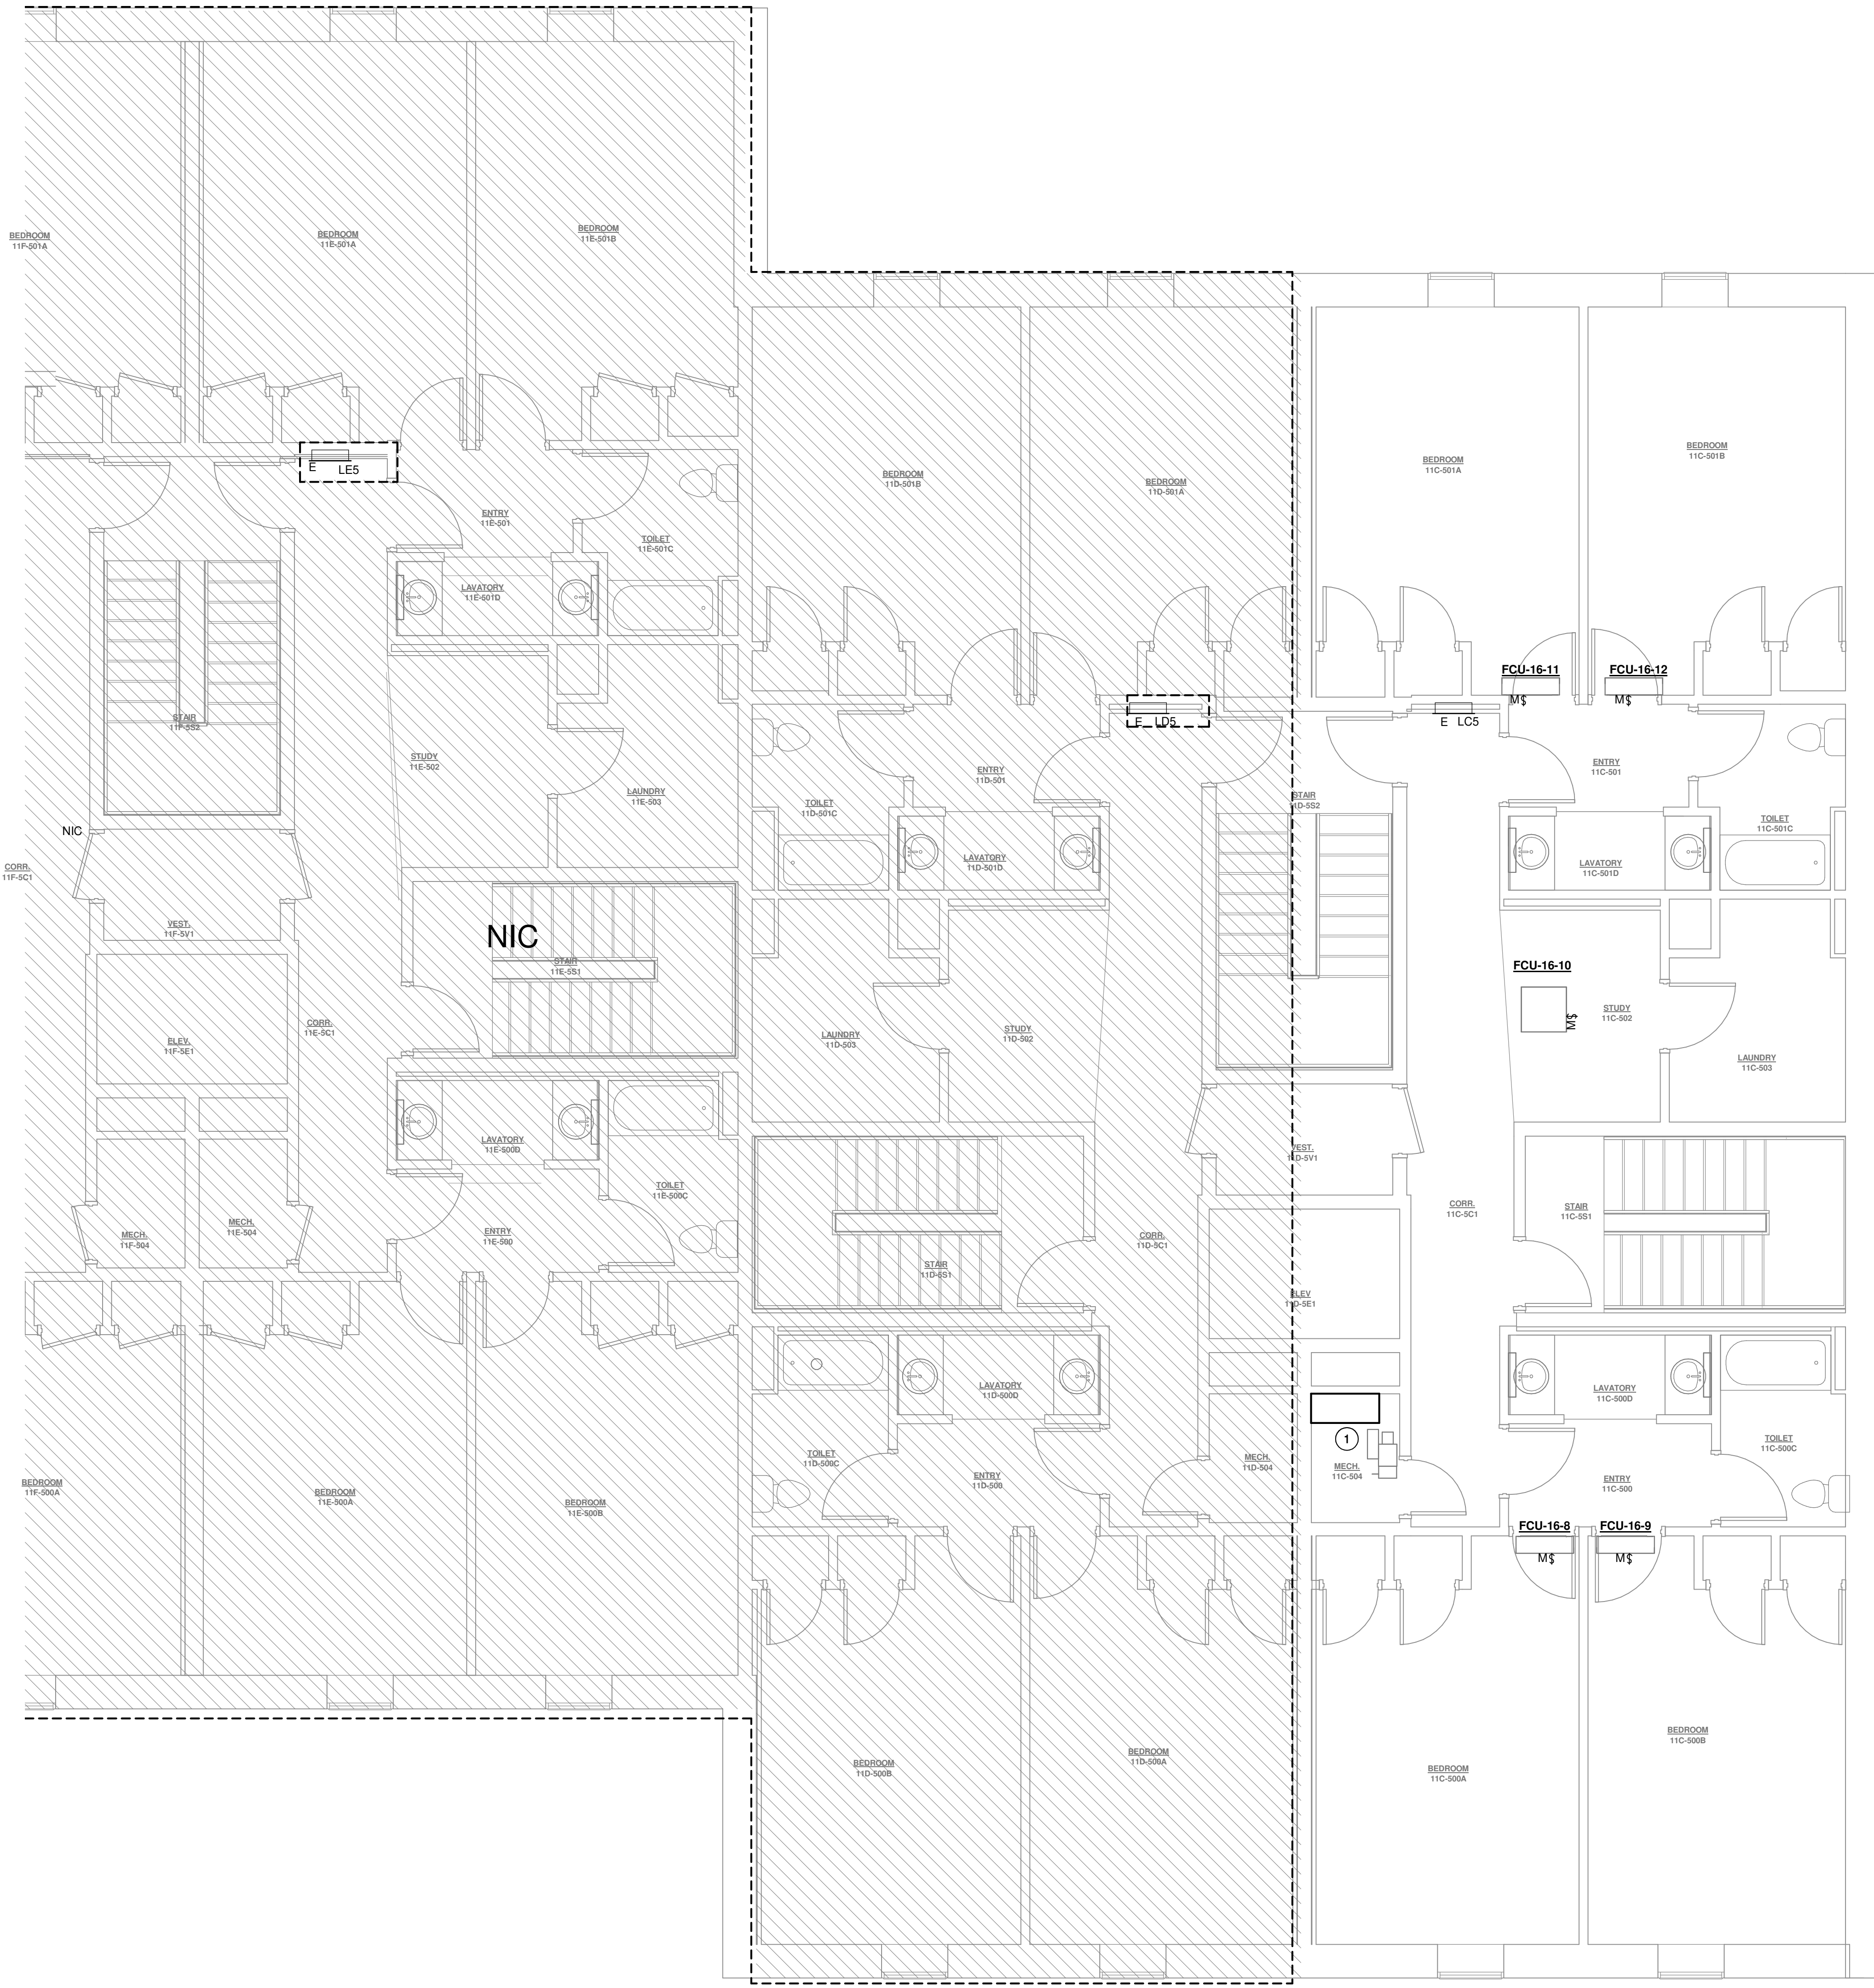 BEDROOM
11F-501A
BEDROOM
11E-501A
BEDROOM
11E-501B
BEDROOM
11D-501B
BEDROOM
11D-501A
BEDROOM
11C-501A
BEDROOM
11C-501B
E LE5
ENTRY
11E-501
TOILET
11E-501C
LAVATORY
11E-501D
STAIR
11F-5S2
STUDY
11E-502
LAUNDRY
11E-503
NIC
CORR.
11F-5C1
VEST.
11F-5V1
NIC
STAIR
11E-5S1
CORR.
11E-5C1
ELEV.
11F-5E1
E LD5
ENTRY
11D-501
TOILET
11D-501C
LAVATORY
11D-501D
STAIR
11D-5S2
LAUNDRY
11D-503
STUDY
11D-502
E LC5
FCU-16-11
M$
FCU-16-12
M$
ENTRY
11C-501
TOILET
11C-501C
LAVATORY
11C-501D
FCU-16-10
M$
STUDY
11C-502
LAUNDRY
11C-503
LAVATORY
11E-500D
TOILET
11E-500C
MECH.
11F-504
MECH.
11E-504
ENTRY
11E-500
VEST.
11D-5V1
CORR.
11D-5C1
STAIR
11D-5S1
ELEV
11D-5E1
CORR.
11C-5C1
STAIR
11C-5S1
LAVATORY
11D-500D
TOILET
11D-500C
ENTRY
11D-500
MECH.
11D-504
1
MECH.
11C-504
LAVATORY
11C-500D
TOILET
11C-500C
ENTRY
11C-500
FCU-16-8
M$
FCU-16-9
M$
BEDROOM
11F-500A
BEDROOM
11E-500A
BEDROOM
11E-500B
BEDROOM
11D-500B
BEDROOM
11D-500A
BEDROOM
11C-500A
BEDROOM
11C-500B